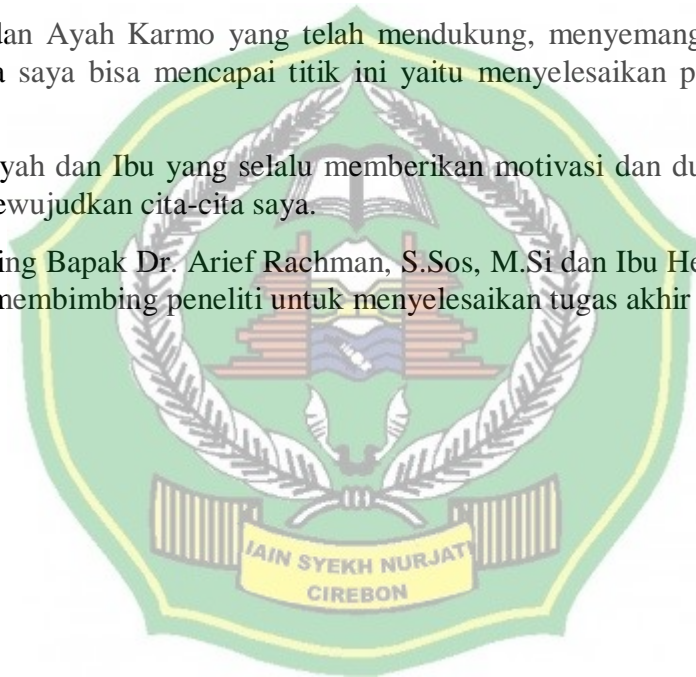 dan Ayah Karmo yang telah mendukung, menyemang
saya bisa mencapai titik ini yaitu menyelesaikan p
yah dan Ibu yang selalu memberikan motivasi dan du
ewujudkan cita-cita saya.
ing Bapak Dr. Arief Rachman, S.Sos, M.Si dan Ibu He
membimbing peneliti untuk menyelesaikan tugas akhir
IAIN SYEKH NURJATI
CIREBON